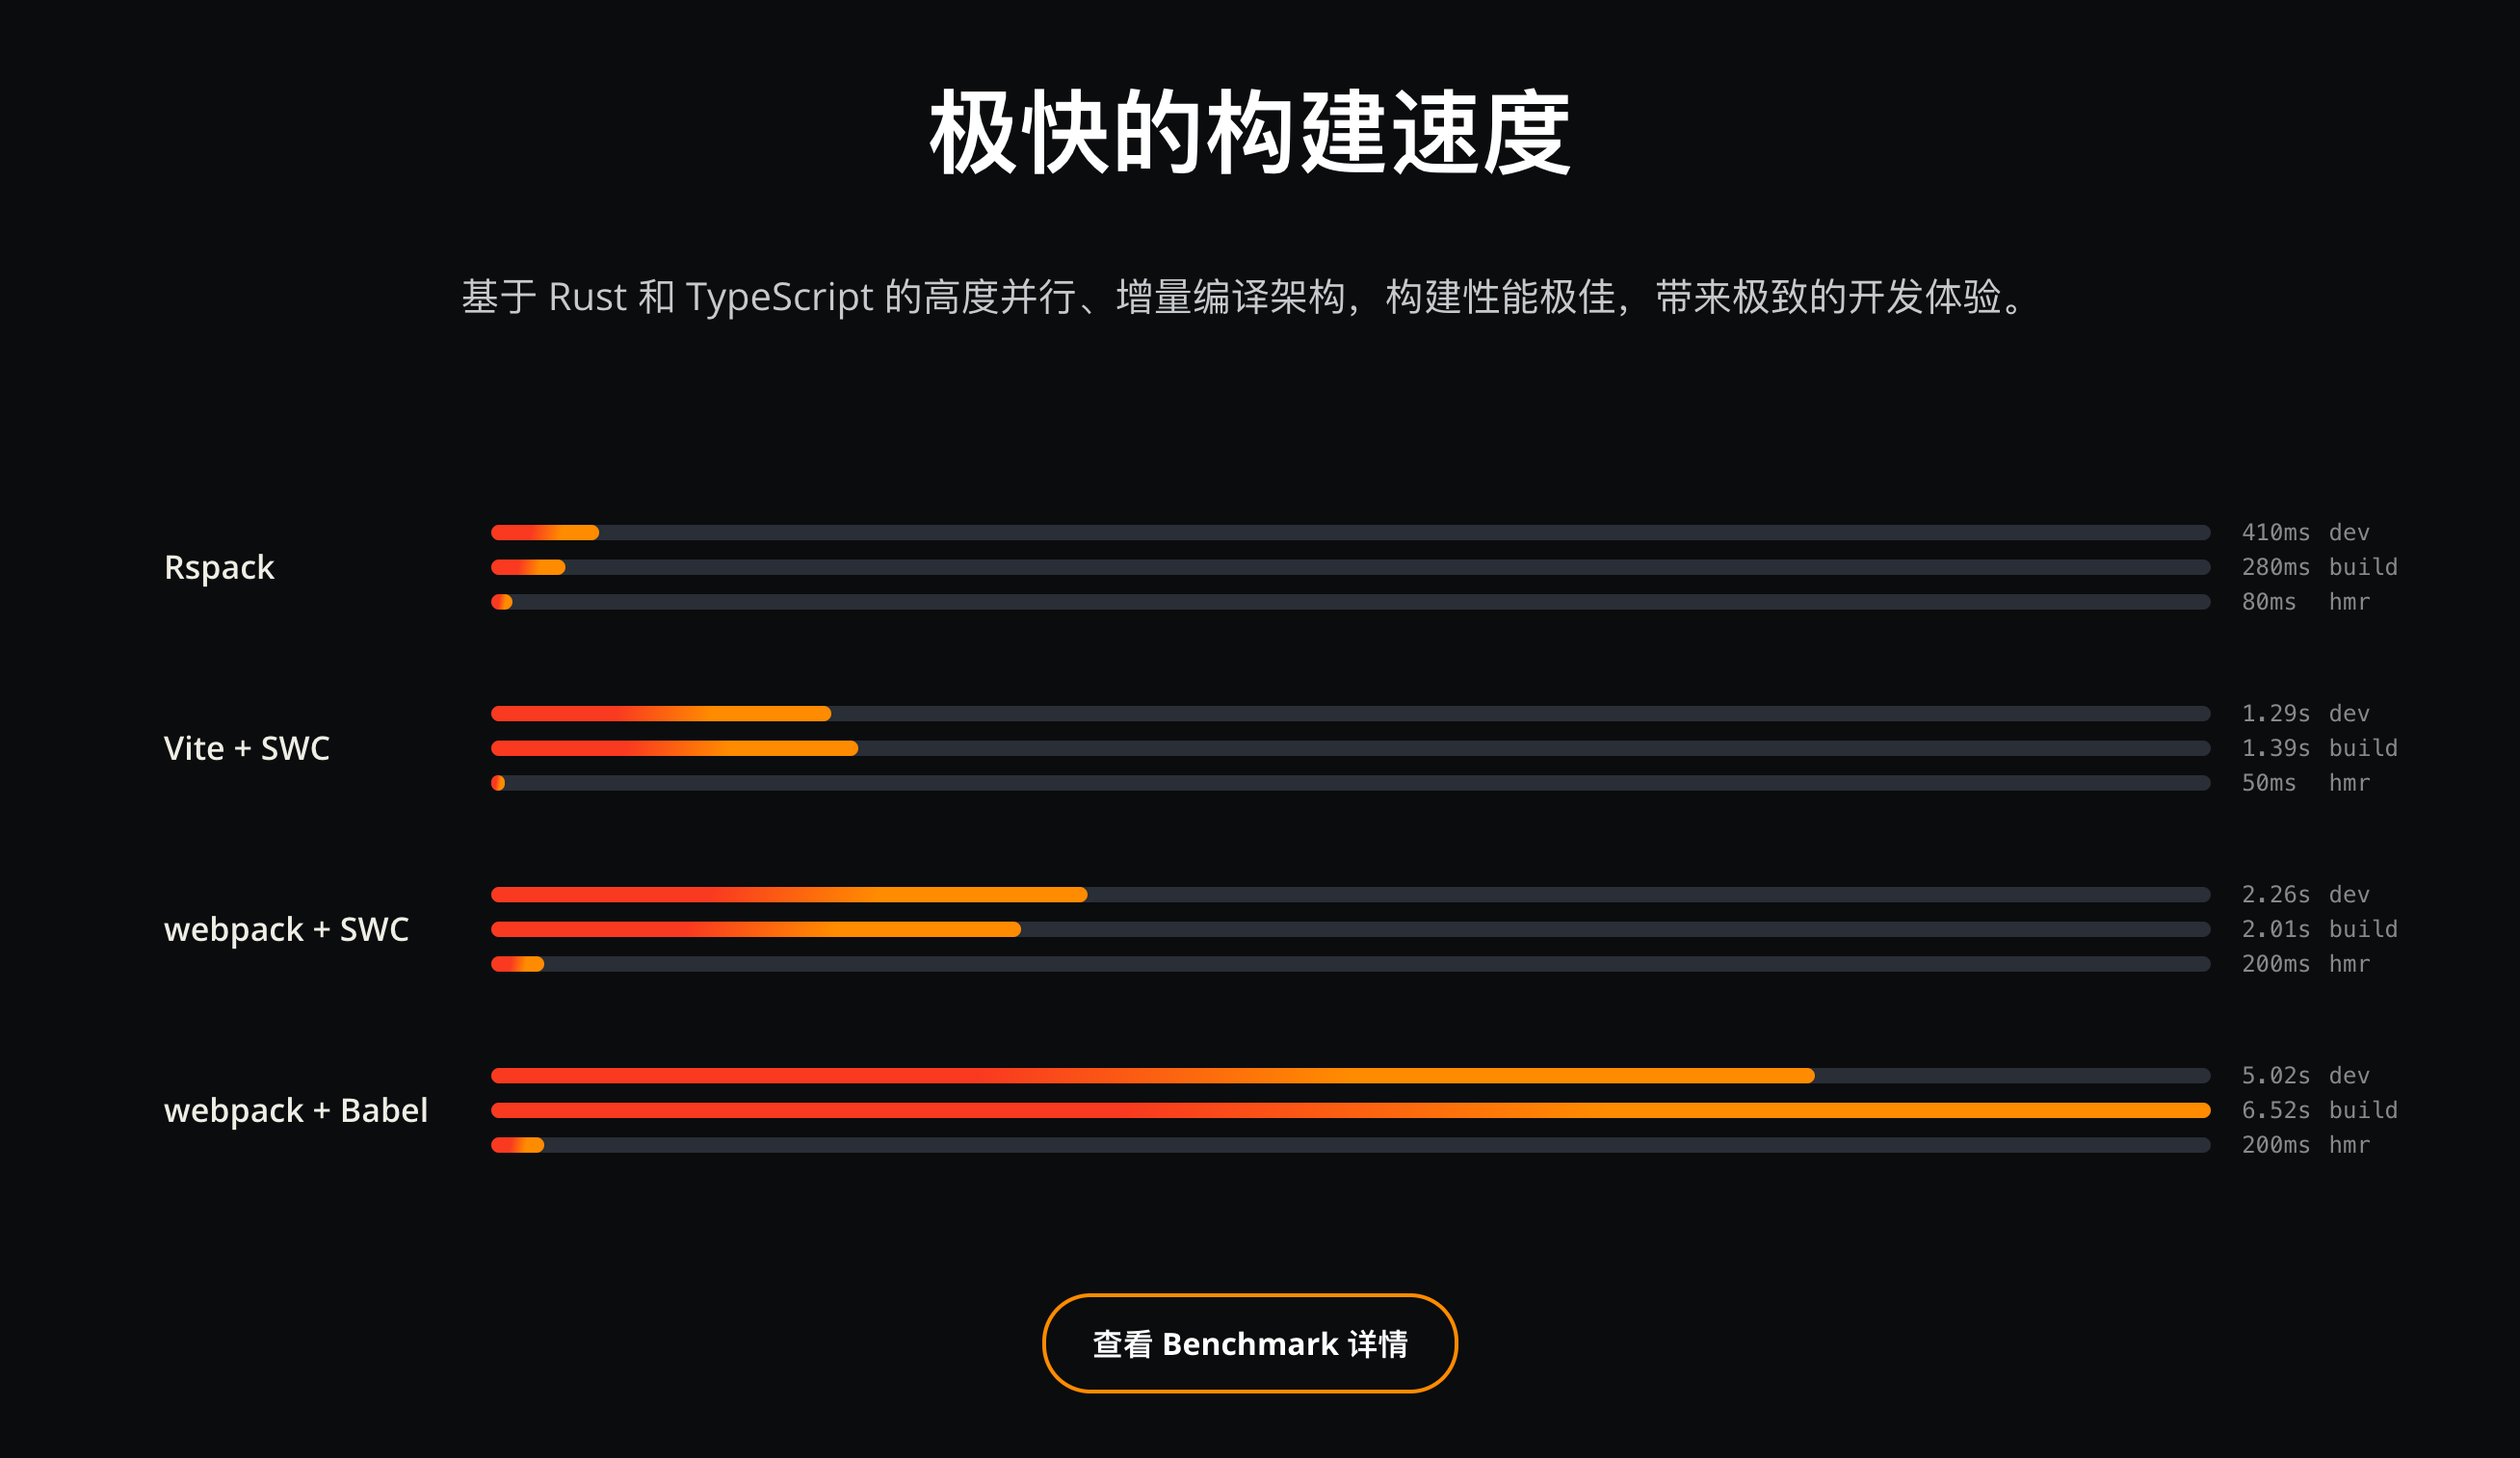 极快的构建速度
基于 Rust 和 TypeScript 的高度并行、增量编译架构，构建性能极佳，带来极致的开发体验。
Rspack
410ms dev
280ms build
80ms hmr
Vite + SWC
1.29s dev
1.39s build
50ms hmr
webpack + SWC
2.26s dev
2.01s build
200ms hmr
webpack + Babel
5.02s dev
6.52s build
200ms hmr
查看 Benchmark 详情